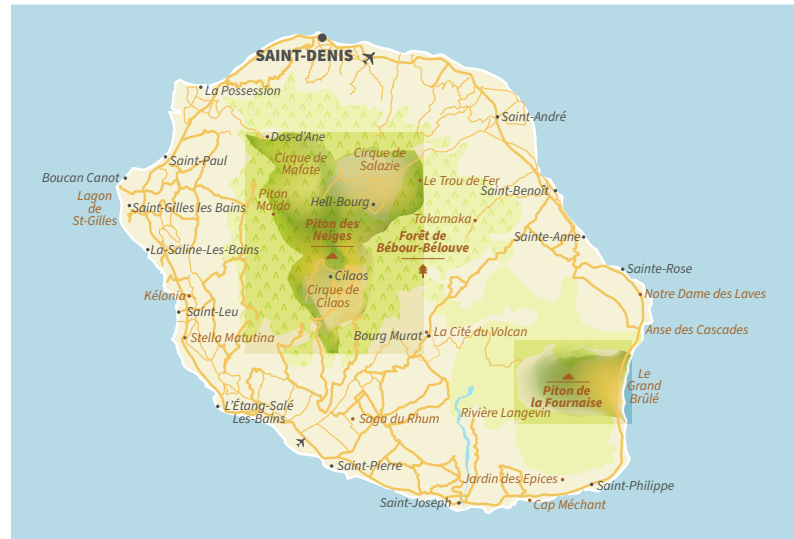 SAINT-DENIS
La Possession
Saint-André
Dos-d'Ane
Cirque de
Mafate
Cirque de
Salazie
Saint-Paul
Boucan Canot
Le Trou de Fer
Saint-Benoît
Lagon
de
St-Gilles
Piton
Maïdo
Hell-Bourg
Saint-Gilles les Bains
Takamaka
Piton des
Neiges
Forêt de
Bébour-Bélouve
Sainte-Anne
La-Saline-Les-Bains
Sainte-Rose
Cilaos
Cirque de
Cilaos
Kélonia
Notre Dame des Laves
Saint-Leu
Anse des Cascades
Stella Matutina
Bourg Murat
La Cité du Volcan
Le
Grand
Brûlé
Piton de
la Fournaise
L'Étang-Salé
Les-Bains
Saga du Rhum
Rivière Langevin
Saint-Pierre
Jardin des Epices
Saint-Philippe
Saint-Joseph
Cap Méchant